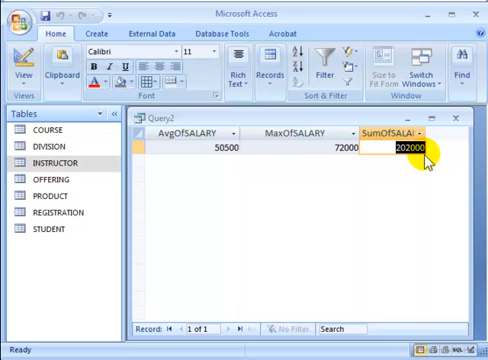 Microsoft Access
Home Create External Data Database Tools Acrobat
View
Views
Clipboard
Calibri 11
B I U
A
Font
Rich Text
Records
Sort & Filter
Filter
Size to Fit Form
Switch Windows
Window
Find
Tables
COURSE
DIVISION
INSTRUCTOR
OFFERING
PRODUCT
REGISTRATION
STUDENT
Query2
AvgOfSALARY MaxOfSALARY SumOfSALAI
50500 72000 202000
Record: 1 of 1 No Filter Search
Ready
SQL